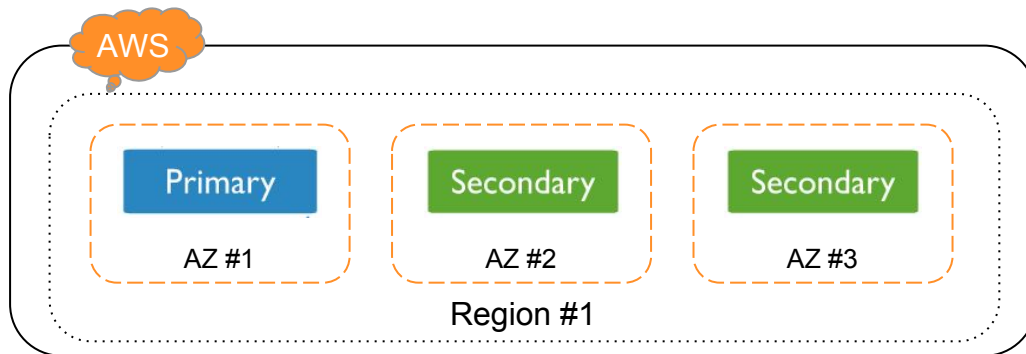 AWS
Primary
Secondary
Secondary
AZ #1
AZ #2
AZ #3
Region #1